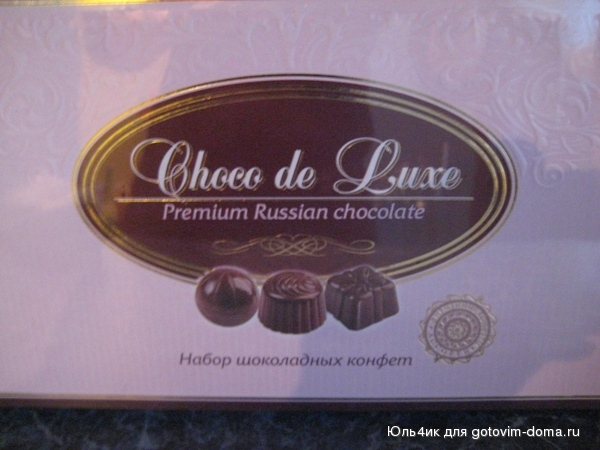 Choco de Luxe
Premium Russian chocolate
Набор шоколадных конфет
Юль4ик для gotovim-doma.ru